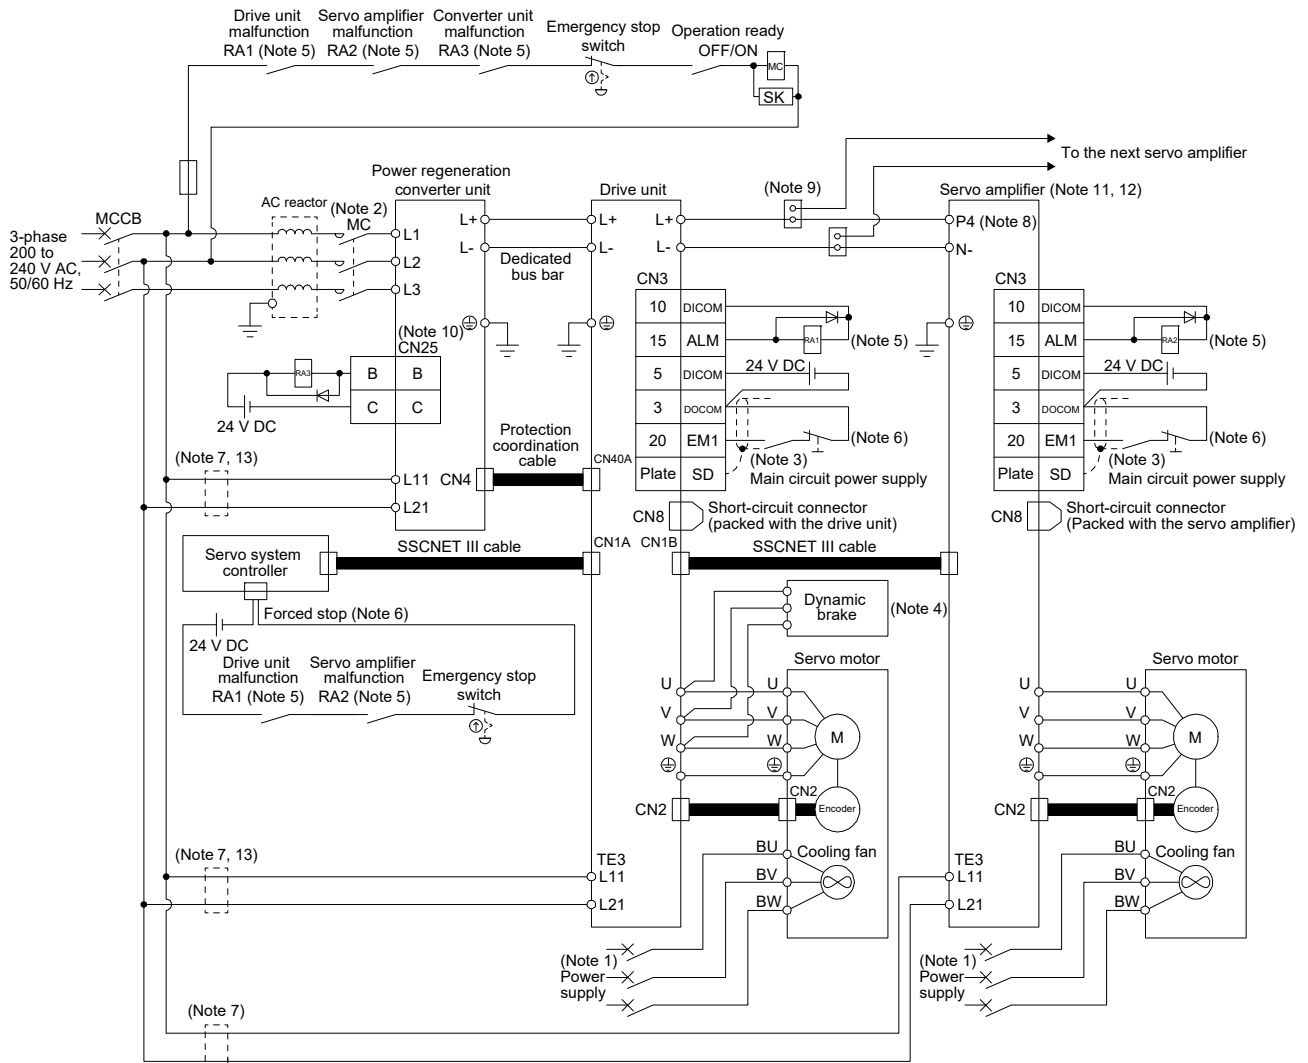 Drive unit
malfunction
RA1 (Note 5)
Servo amplifier
malfunction
RA2 (Note 5)
Converter unit
malfunction
RA3 (Note 5)
Emergency stop
switch
Operation ready
OFF/ON
MC
SK
To the next servo amplifier
Power regeneration
converter unit
Drive unit
(Note 9)
Servo amplifier (Note 11, 12)
MCCB
AC reactor
(Note 2)
MC
3-phase
200 to
240 V AC,
50/60 Hz
L1
L2
L3
L+
L-
L+
L-
L+
L-
P4 (Note 8)
N-
Dedicated
bus bar
(Note 10)
CN25
B
B
C
C
RA3
24 V DC
CN3
10
DICOM
15
ALM
5
DICOM
3
DOCOM
20
EM1
Plate
SD
RA1
(Note 5)
24 V DC
(Note 6)
(Note 3)
Main circuit power supply
CN3
10
DICOM
15
ALM
5
DICOM
3
DOCOM
20
EM1
Plate
SD
RA2
(Note 5)
24 V DC
(Note 6)
(Note 3)
Main circuit power supply
(Note 7, 13)
L11
L21
CN4
Protection
coordination
cable
CN40A
CN8
Short-circuit connector
(packed with the drive unit)
CN8
Short-circuit connector
(Packed with the servo amplifier)
Servo system
controller
SSCNET III cable
CN1A
CN1B
SSCNET III cable
Forced stop (Note 6)
24 V DC
Drive unit
malfunction
RA1 (Note 5)
Servo amplifier
malfunction
RA2 (Note 5)
Emergency stop
switch
Dynamic
brake
(Note 4)
Servo motor
U
V
W
U
V
W
M
CN2
CN2
Encoder
BU
BV
BW
Cooling fan
Servo motor
U
V
W
U
V
W
M
CN2
CN2
Encoder
BU
BV
BW
Cooling fan
(Note 7, 13)
TE3
L11
L21
TE3
L11
L21
(Note 1)
Power
supply
(Note 1)
Power
supply
(Note 7)